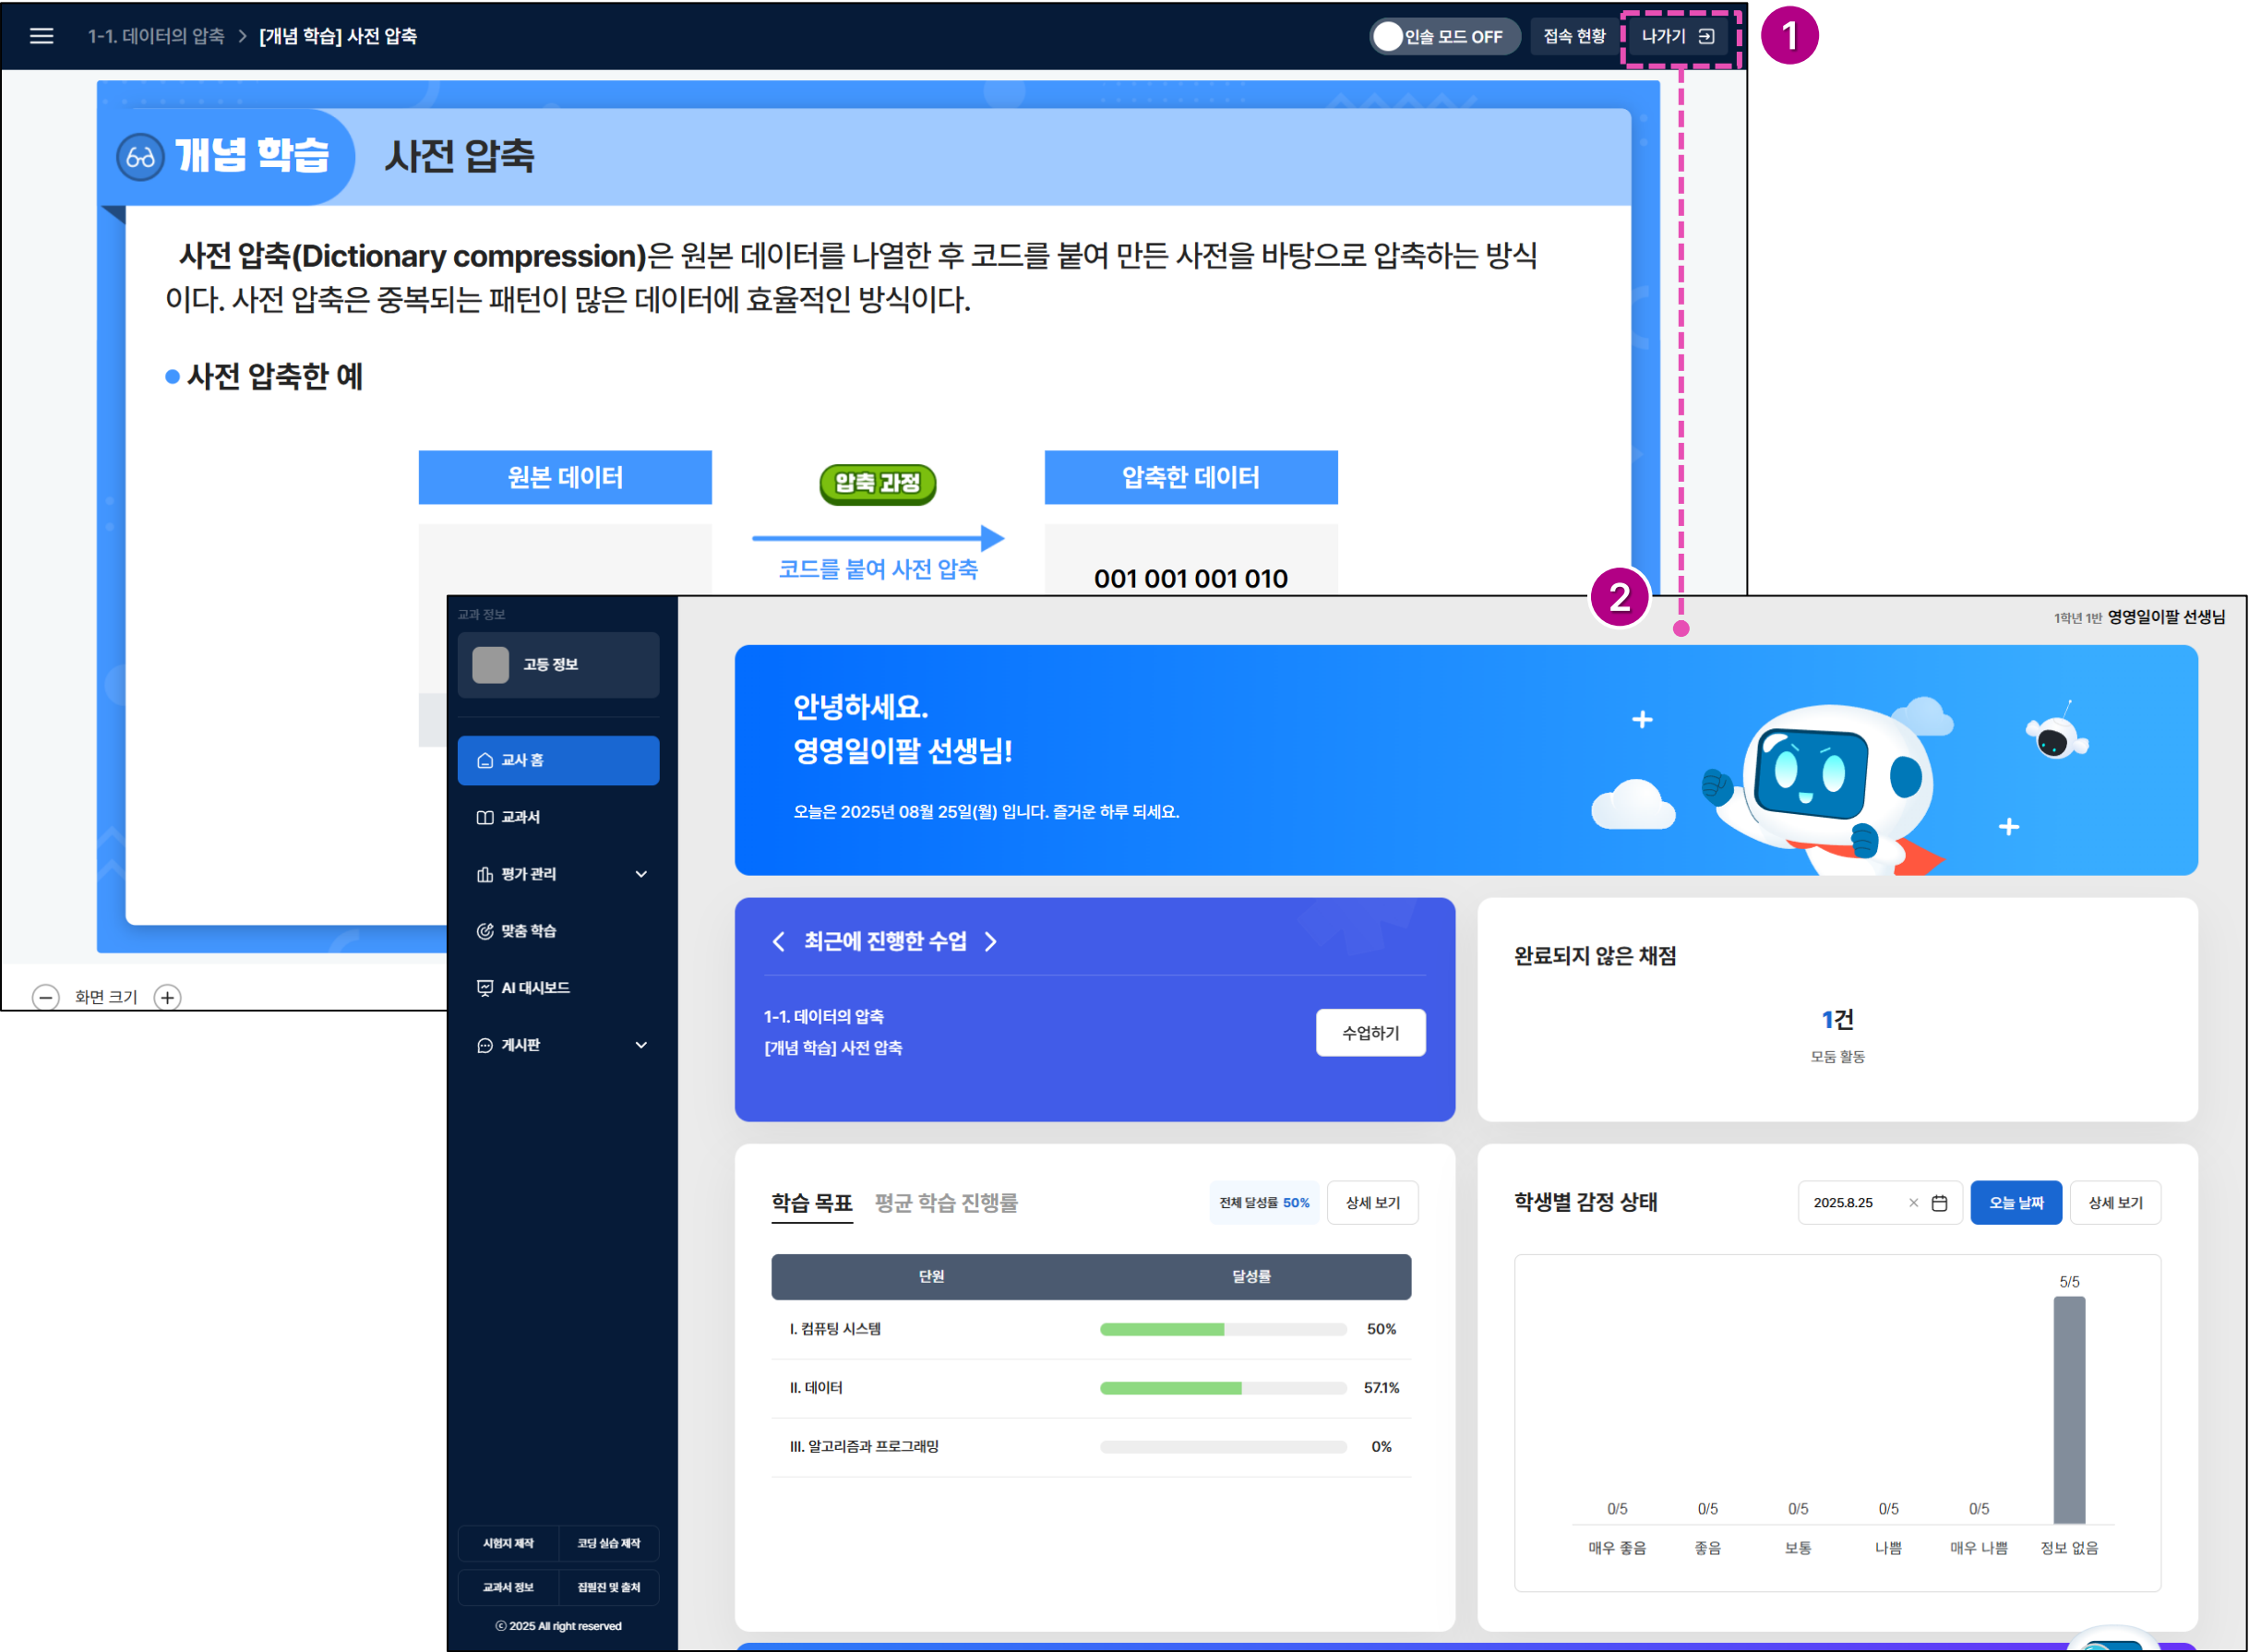 1-1. 데이터의 압축 > [개념 학습] 사전 압축
인솔 모드 OFF
접속 현황
나가기
1
개념 학습
사전 압축
사전 압축(Dictionary compression)은 원본 데이터를 나열한 후 코드를 붙여 만든 사전을 바탕으로 압축하는 방식
이다. 사전 압축은 중복되는 패턴이 많은 데이터에 효율적인 방식이다.
사전 압축한 예
원본 데이터
압축 과정
압축한 데이터
코드를 붙여 사전 압축
001 001 001 010
화면 크기
2
교과 정보
고등 정보
교사 홈
교과서
평가 관리
맞춤 학습
AI 대시보드
게시판
시험지 제작
코딩 실습 제작
교과서 정보
집필진 및 출처
ⓒ 2025 All right reserved
1학년 1반 영영일이팔 선생님
안녕하세요.
영영일이팔 선생님!
오늘은 2025년 08월 25일(월) 입니다. 즐거운 하루 되세요.
최근에 진행한 수업
1-1. 데이터의 압축
[개념 학습] 사전 압축
수업하기
완료되지 않은 채점
1건
모둠 활동
학습 목표
평균 학습 진행률
전체 달성률 50%
상세 보기
단원
달성률
I. 컴퓨팅 시스템
50%
II. 데이터
57.1%
III. 알고리즘과 프로그래밍
0%
학생별 감정 상태
2025.8.25
오늘 날짜
상세 보기
5/5
0/5
0/5
0/5
0/5
0/5
매우 좋음
좋음
보통
나쁨
매우 나쁨
정보 없음